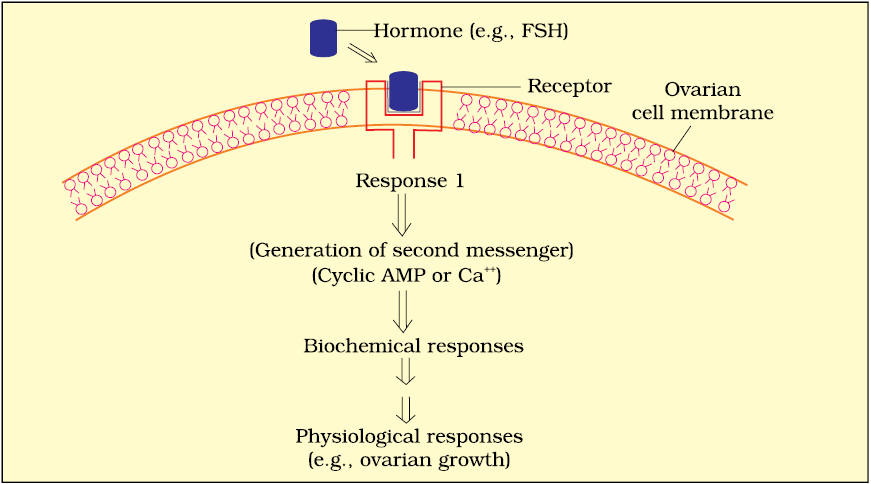 Hormone (e.g., FSH)
Receptor
Ovarian
cell membrane
Response 1
(Generation of second messenger)
(Cyclic AMP or Ca⁺⁺)
Biochemical responses
Physiological responses
(e.g., ovarian growth)